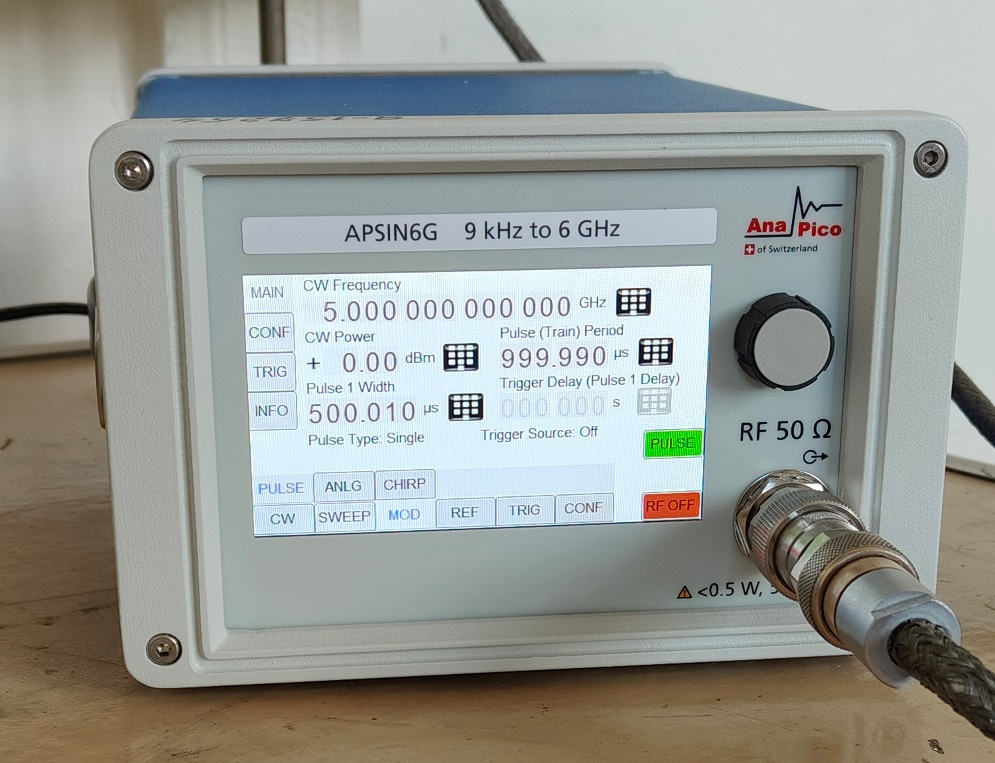 APSIN6G 9 kHz to 6 GHz
Ana Pico
of Switzerland
MAIN
CW Frequency
5.000 000 000 000 GHz
CONF
CW Power
Pulse (Train) Period
+ 0.00 dBm
999.990 µs
TRIG
Pulse 1 Width
Trigger Delay (Pulse 1 Delay)
INFO
500.010 µs
000 000 s
Pulse Type: Single
Trigger Source: Off
PULSE
RF 50 Ω
PULSE ANLG CHIRP
CW SWEEP MOD REF TRIG CONF RF OFF
<0.5 W,